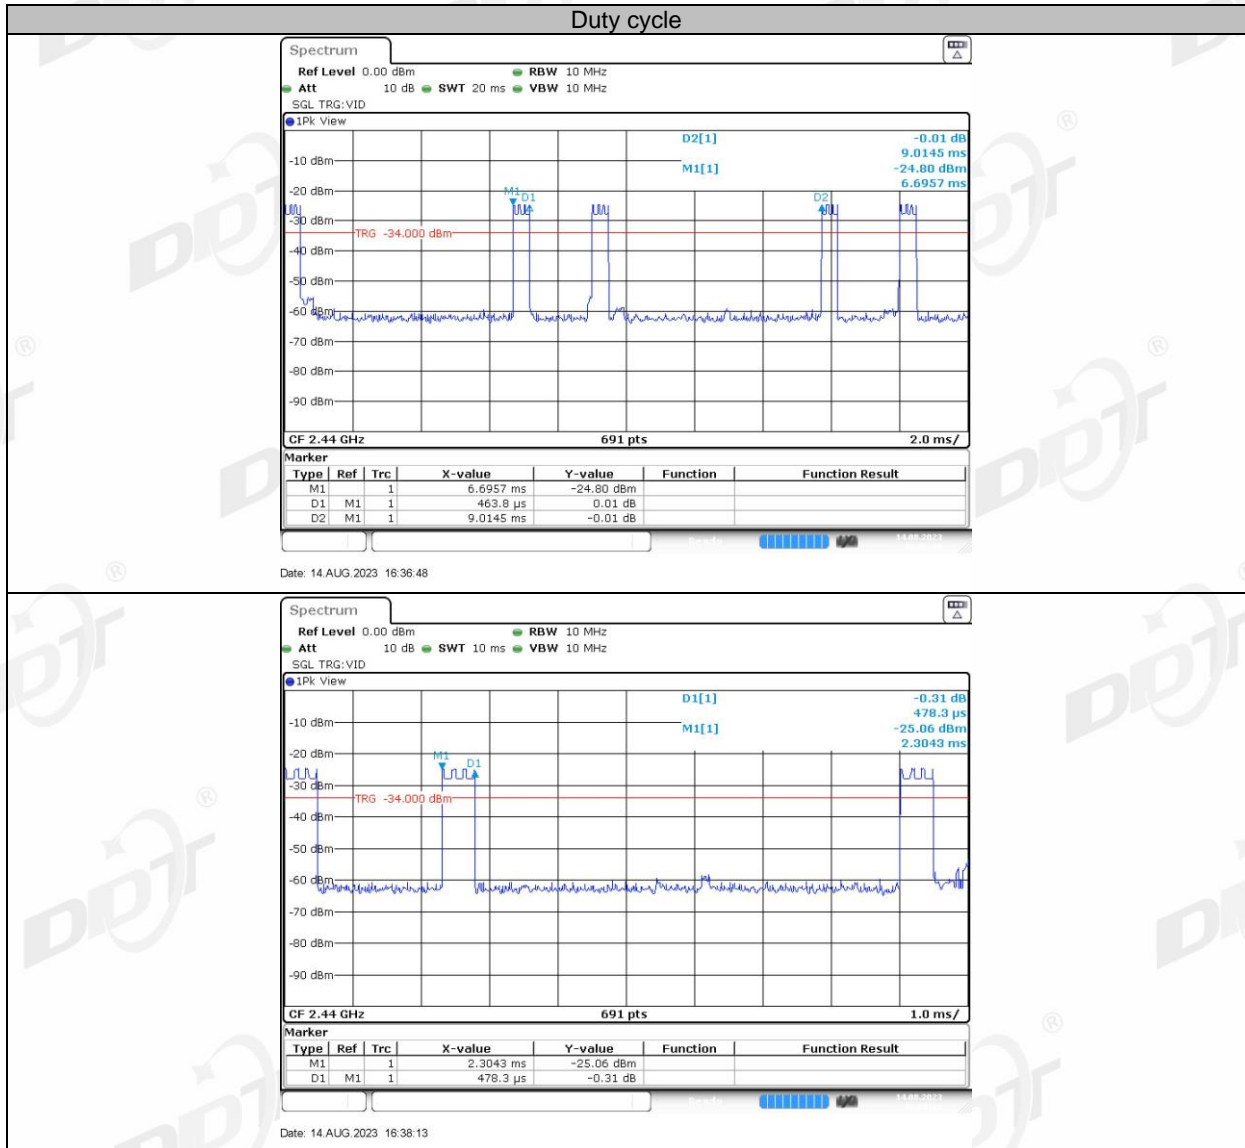 Duty cycle
Spectrum
Ref Level 0.00 dBm RBW 10 MHz
Att 10 dB SWT 20 ms VBW 10 MHz
SGL TRG:VID
1Pk View
D2[1] -0.01 dB
9.0145 ms
M1[1] -24.80 dBm
6.6957 ms
-10 dBm
-20 dBm
M1 D1 D2
-30 dBm
TRG -34.000 dBm
-40 dBm
-50 dBm
-60 dBm
-70 dBm
-80 dBm
-90 dBm
CF 2.44 GHz 691 pts 2.0 ms/
Marker
Type Ref Trc X-value Y-value Function Function Result
M1 1 6.6957 ms -24.80 dBm
D1 M1 1 463.8 µs 0.01 dB
D2 M1 1 9.0145 ms -0.01 dB
Ready 14.08.2023
Date: 14.AUG.2023 16:36:48
Spectrum
Ref Level 0.00 dBm RBW 10 MHz
Att 10 dB SWT 10 ms VBW 10 MHz
SGL TRG:VID
1Pk View
D1[1] -0.31 dB
478.3 µs
M1[1] -25.06 dBm
2.3043 ms
-10 dBm
-20 dBm
M1 D1
-30 dBm
TRG -34.000 dBm
-40 dBm
-50 dBm
-60 dBm
-70 dBm
-80 dBm
-90 dBm
CF 2.44 GHz 691 pts 1.0 ms/
Marker
Type Ref Trc X-value Y-value Function Function Result
M1 1 2.3043 ms -25.06 dBm
D1 M1 1 478.3 µs -0.31 dB
Ready 14.08.2023
Date: 14.AUG.2023 16:38:13
DDT ®